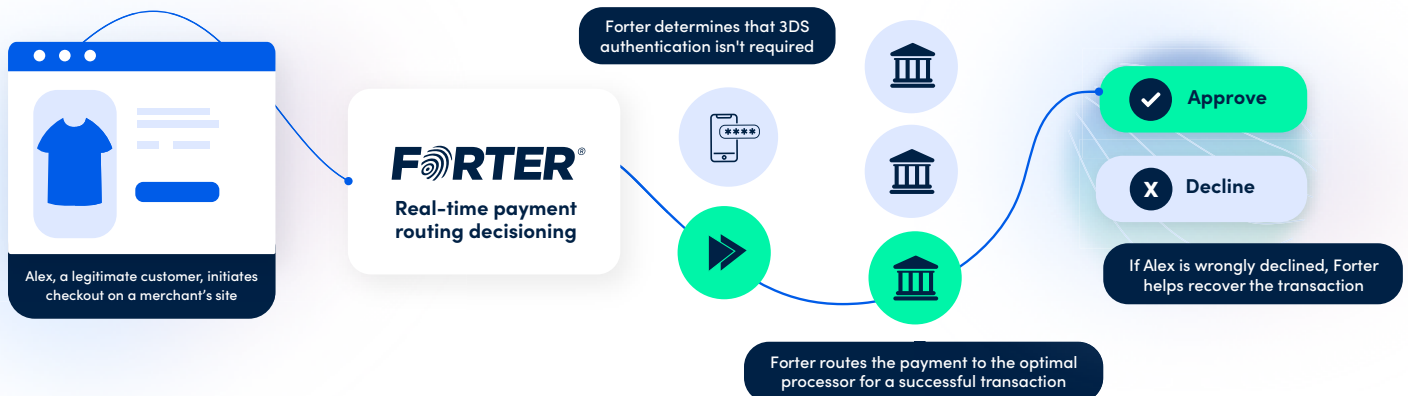 Alex, a legitimate customer, initiates
checkout on a merchant's site
FORTER®
Real-time payment
routing decisioning
Forter determines that 3DS
authentication isn't required
****
Forter routes the payment to the optimal
processor for a successful transaction
Approve
X Decline
If Alex is wrongly declined, Forter
helps recover the transaction